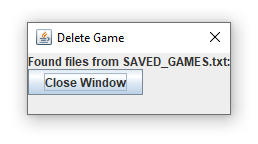 Delete Game
Found files from SAVED_GAMES.txt:
Close Window